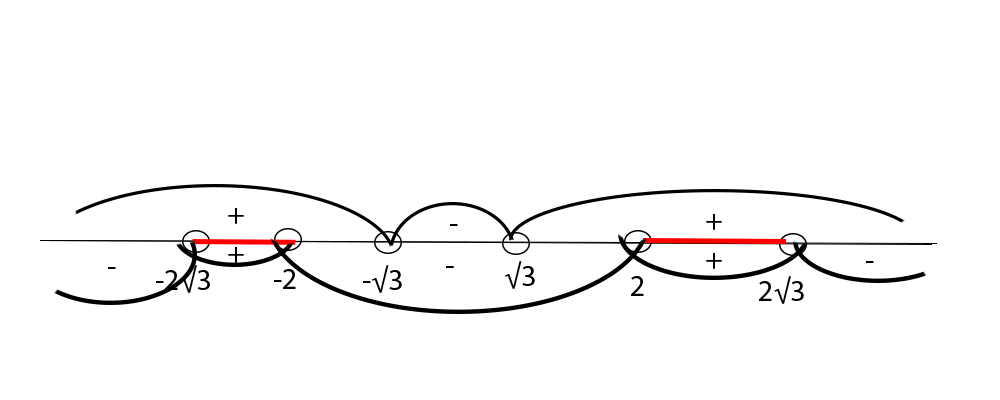 + - +
- + - + -
-2√3 -2 -√3 √3 2 2√3